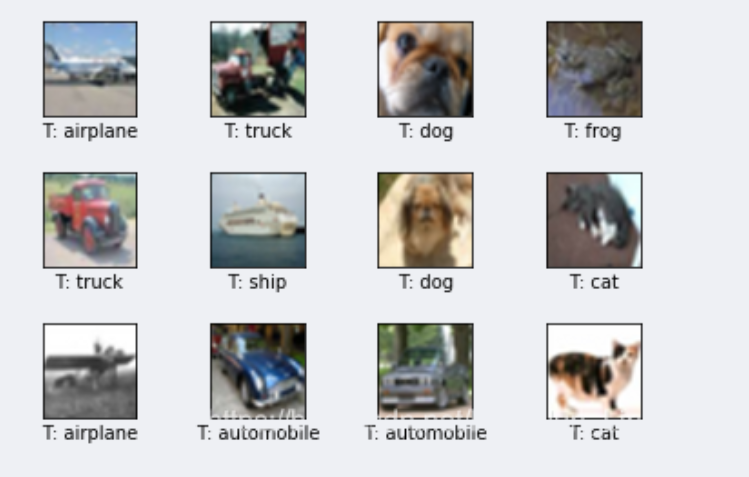 T: airplane T: truck T: dog T: frog
T: truck T: ship T: dog T: cat
T: airplane T: automobile T: automobile T: cat